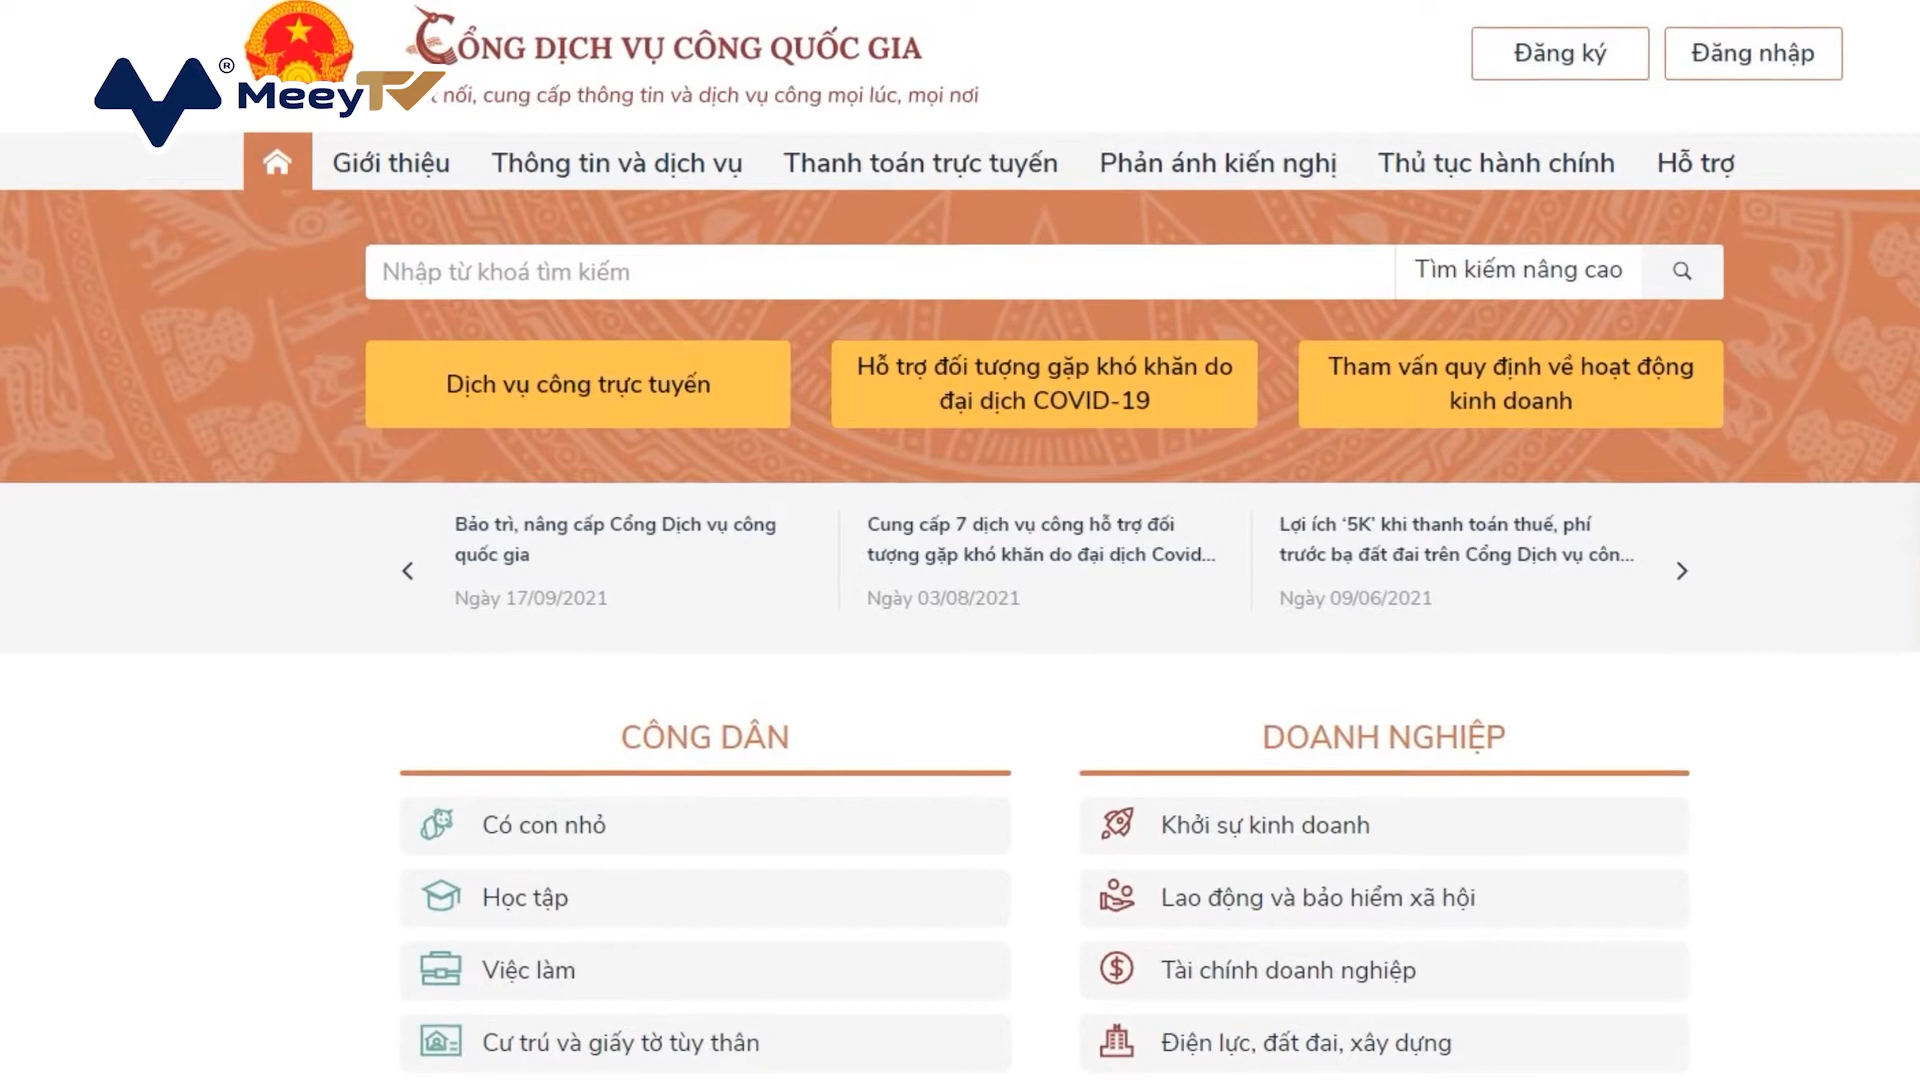 CỔNG DỊCH VỤ CÔNG QUỐC GIA
MeeyTV
®
nối, cung cấp thông tin và dịch vụ công mọi lúc, mọi nơi
Đăng ký
Đăng nhập
Giới thiệu
Thông tin và dịch vụ
Thanh toán trực tuyến
Phản ánh kiến nghị
Thủ tục hành chính
Hỗ trợ
Nhập từ khoá tìm kiếm
Tìm kiếm nâng cao
Dịch vụ công trực tuyến
Hỗ trợ đối tượng gặp khó khăn do
đại dịch COVID-19
Tham vấn quy định về hoạt động
kinh doanh
Bảo trì, nâng cấp Cổng Dịch vụ công
quốc gia
Ngày 17/09/2021
Cung cấp 7 dịch vụ công hỗ trợ đối
tượng gặp khó khăn do đại dịch Covid...
Ngày 03/08/2021
Lợi ích ‘5K’ khi thanh toán thuế, phí
trước bạ đất đai trên Cổng Dịch vụ côn...
Ngày 09/06/2021
CÔNG DÂN
Có con nhỏ
Học tập
Việc làm
Cư trú và giấy tờ tùy thân
DOANH NGHIỆP
Khởi sự kinh doanh
Lao động và bảo hiểm xã hội
Tài chính doanh nghiệp
Điện lực, đất đai, xây dựng